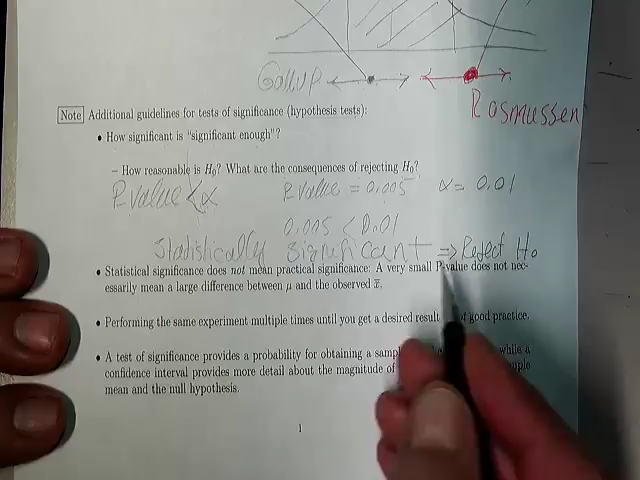 GallUP
Rasmussen
Note Additional guidelines for tests of significance (hypothesis tests):
• How significant is "significant enough"?
– How reasonable is H₀? What are the consequences of rejecting H₀?
P value < α P value = 0.005 α = 0.01
0.005 < 0.01
Statistically significant ⇒ Reject H₀
• Statistical significance does not mean practical significance: A very small P-value does not nec-
essarily mean a large difference between μ and the observed x̅.
• Performing the same experiment multiple times until you get a desired result good practice.
• A test of significance provides a probability for obtaining a while a
confidence interval provides more detail about the magnitude of
mean and the null hypothesis.
1